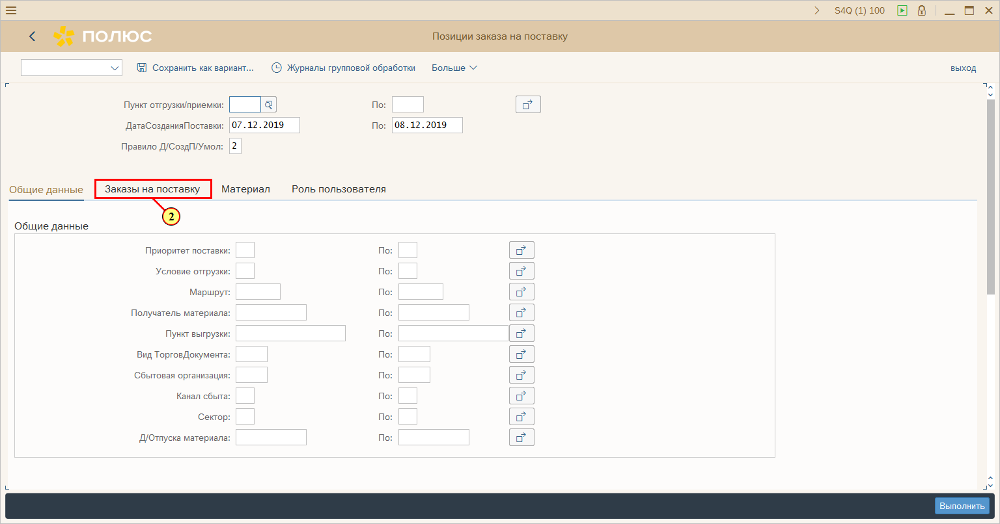 S4Q (1) 100
ПОЛЮС
Позиции заказа на поставку
Сохранить как вариант... Журналы групповой обработки Больше выход
Пункт отгрузки/приемки: По:
ДатаСозданияПоставки: 07.12.2019 По: 08.12.2019
Правило Д/СоздП/Умол: 2
Общие данные Заказы на поставку Материал Роль пользователя
2
Общие данные
Приоритет поставки: По:
Условие отгрузки: По:
Маршрут: По:
Получатель материала: По:
Пункт выгрузки: По:
Вид ТорговДокумента: По:
Сбытовая организация: По:
Канал сбыта: По:
Сектор: По:
Д/Отпуска материала: По:
Выполнить